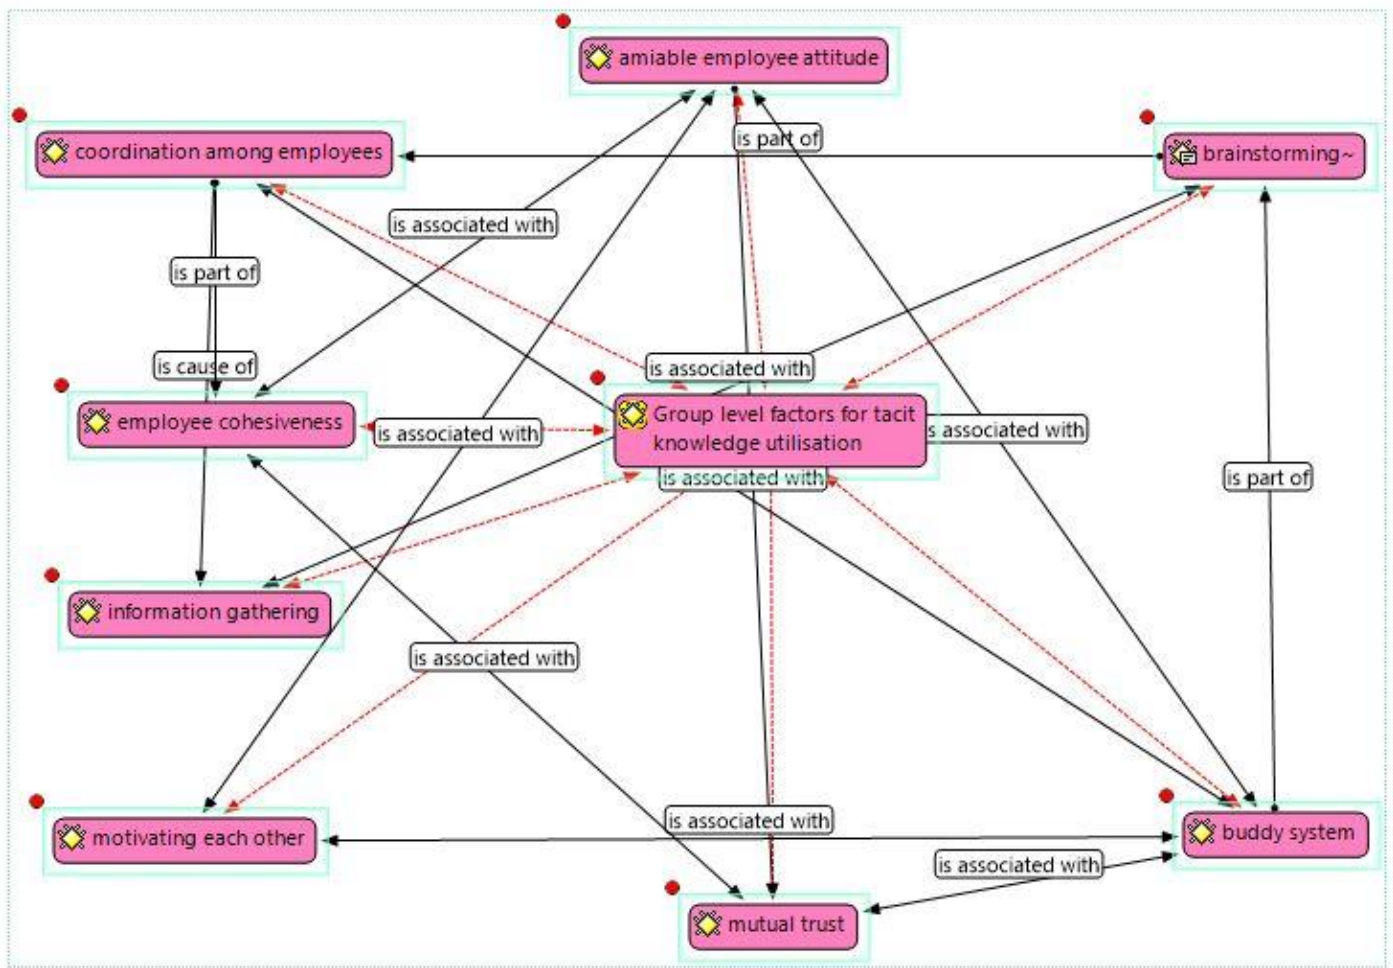 amiable employee attitude
is part of
coordination among employees
brainstorming~
is associated with
is part of
is cause of
is associated with
employee cohesiveness
is associated with
Group level factors for tacit
knowledge utilisation
s associated with
is associated with
is part of
information gathering
is associated with
is associated with
motivating each other
buddy system
is associated with
mutual trust